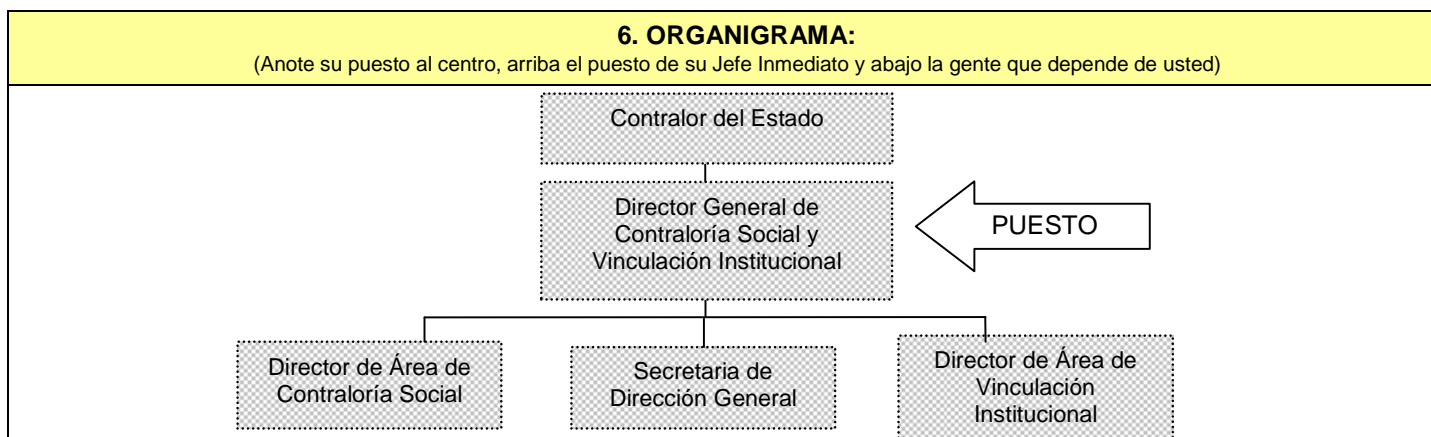 6. ORGANIGRAMA:
(Anote su puesto al centro, arriba el puesto de su Jefe Inmediato y abajo la gente que depende de usted)
Contralor del Estado
Director General de
Contraloría Social y
Vinculación Institucional
PUESTO
Director de Área de
Contraloría Social
Secretaria de
Dirección General
Director de Área de
Vinculación
Institucional